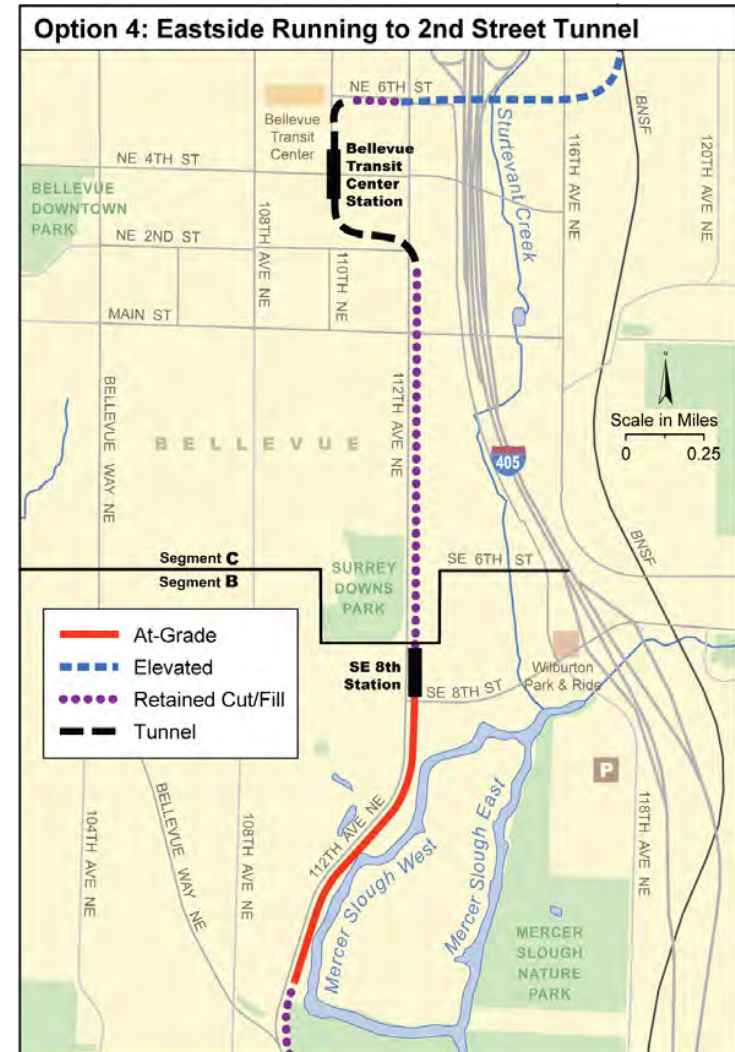 Option 4: Eastside Running to 2nd Street Tunnel
NE 6TH ST
BNSF
Bellevue
Transit
Center
Sturtevant Creek
116TH AVE NE
120TH AVE NE
NE 4TH ST
Bellevue
Transit
Center
Station
BELLEVUE
DOWNTOWN
PARK
108TH AVE NE
NE 2ND ST
110TH NE
MAIN ST
N
BELLEVUE WAY NE
112TH AVE NE
Scale in Miles
0 0.25
BELLEVUE
405
BNSF
Segment C
Segment B
SURREY
DOWNS
PARK
SE 6TH ST
At-Grade
Elevated
Retained Cut/Fill
Tunnel
SE 8th
Station
SE 8TH ST
Wilburton
Park & Ride
P
104TH AVE NE
BELLEVUE WAY NE
108TH AVE NE
112TH AVE NE
Mercer Slough West
Mercer Slough East
118TH AVE NE
MERCER
SLOUGH
NATURE
PARK